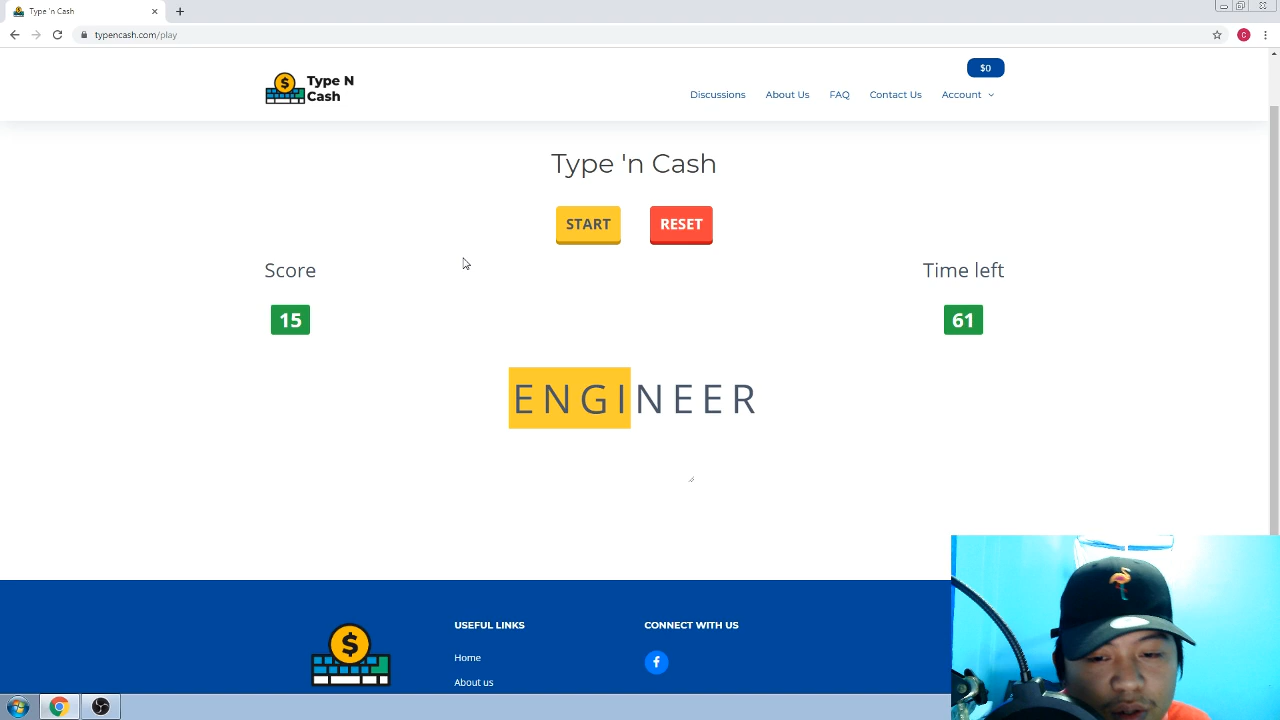 Type 'n Cash
typencash.com/play
C
$0
$
Type N
Cash
Discussions
About Us
FAQ
Contact Us
Account
Type 'n Cash
START
RESET
Score
Time left
15
61
ENGINEER
USEFUL LINKS
CONNECT WITH US
$
Home
f
About us